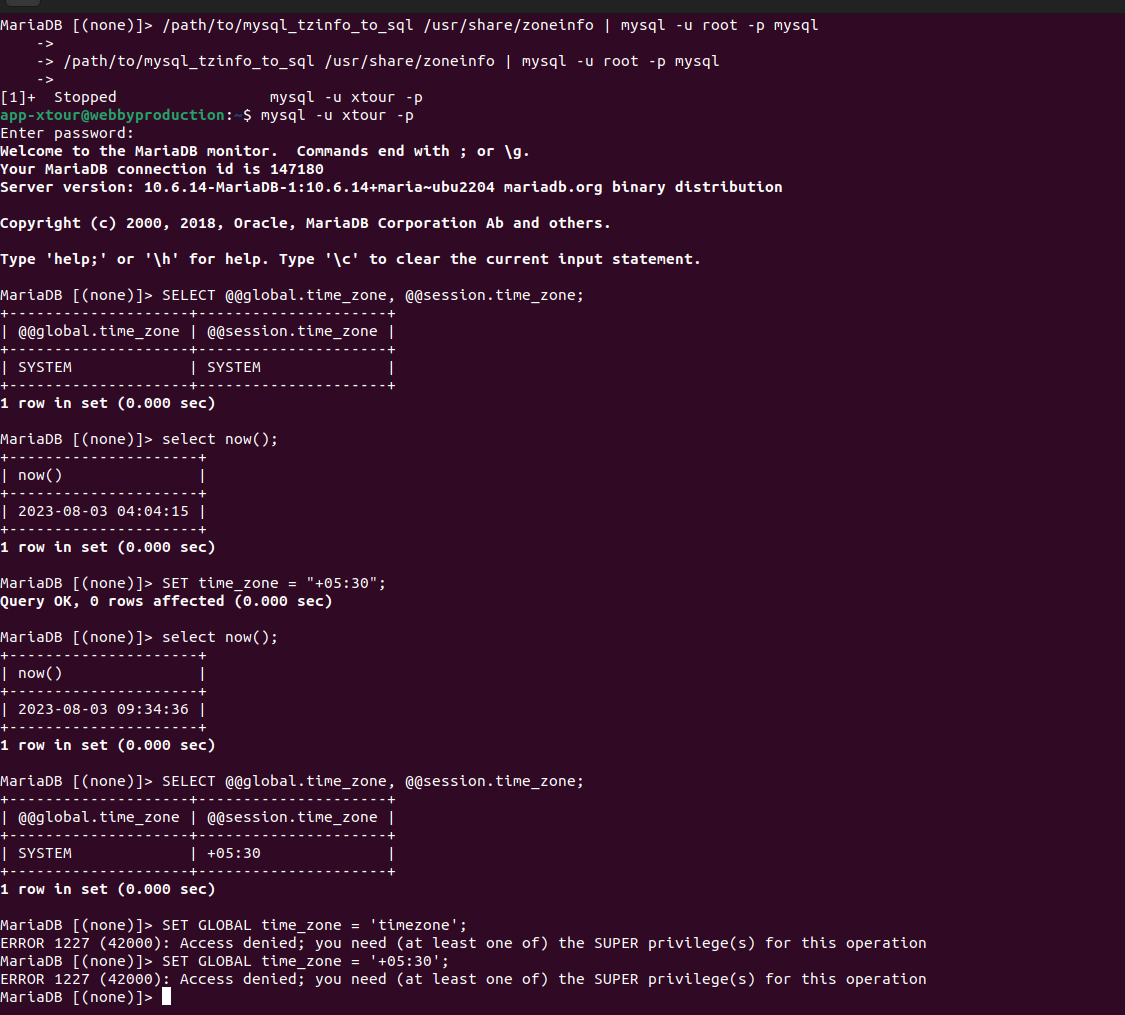 MariaDB [(none)]> /path/to/mysql_tzinfo_to_sql /usr/share/zoneinfo | mysql -u root -p mysql
    ->
    -> /path/to/mysql_tzinfo_to_sql /usr/share/zoneinfo | mysql -u root -p mysql
    ->
[1]+  Stopped                 mysql -u xtour -p
app-xtour@webbyproduction:~$ mysql -u xtour -p
Enter password:
Welcome to the MariaDB monitor.  Commands end with ; or \g.
Your MariaDB connection id is 147180
Server version: 10.6.14-MariaDB-1:10.6.14+maria~ubu2204 mariadb.org binary distribution

Copyright (c) 2000, 2018, Oracle, MariaDB Corporation Ab and others.

Type 'help;' or '\h' for help. Type '\c' to clear the current input statement.

MariaDB [(none)]> SELECT @@global.time_zone, @@session.time_zone;
+--------------------+---------------------+
| @@global.time_zone | @@session.time_zone |
+--------------------+---------------------+
| SYSTEM             | SYSTEM              |
+--------------------+---------------------+
1 row in set (0.000 sec)

MariaDB [(none)]> select now();
+---------------------+
| now()               |
+---------------------+
| 2023-08-03 04:04:15 |
+---------------------+
1 row in set (0.000 sec)

MariaDB [(none)]> SET time_zone = "+05:30";
Query OK, 0 rows affected (0.000 sec)

MariaDB [(none)]> select now();
+---------------------+
| now()               |
+---------------------+
| 2023-08-03 09:34:36 |
+---------------------+
1 row in set (0.000 sec)

MariaDB [(none)]> SELECT @@global.time_zone, @@session.time_zone;
+--------------------+---------------------+
| @@global.time_zone | @@session.time_zone |
+--------------------+---------------------+
| SYSTEM             | +05:30              |
+--------------------+---------------------+
1 row in set (0.000 sec)

MariaDB [(none)]> SET GLOBAL time_zone = 'timezone';
ERROR 1227 (42000): Access denied; you need (at least one of) the SUPER privilege(s) for this operation
MariaDB [(none)]> SET GLOBAL time_zone = '+05:30';
ERROR 1227 (42000): Access denied; you need (at least one of) the SUPER privilege(s) for this operation
MariaDB [(none)]>